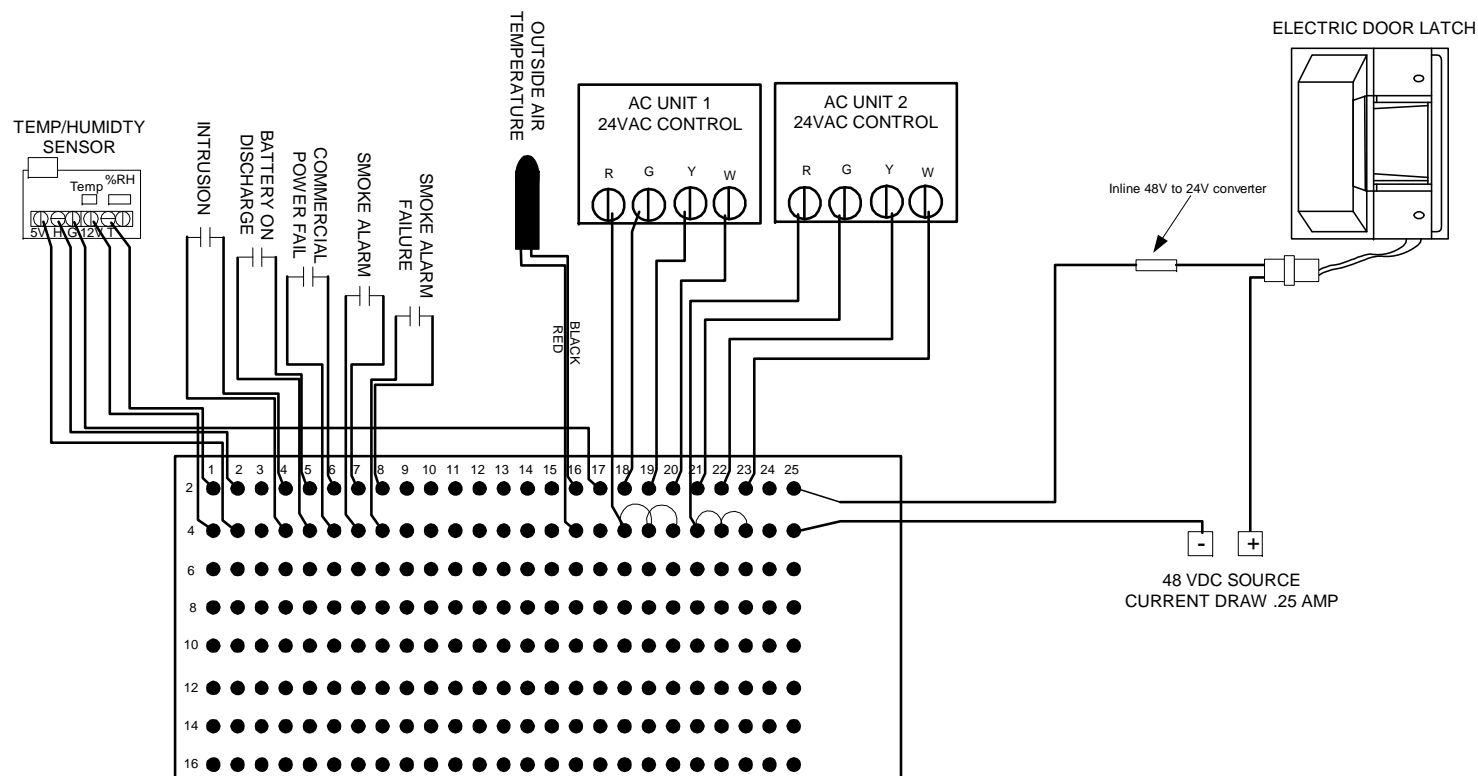 ELECTRIC DOOR LATCH
OUTSIDE AIR
TEMPERATURE
AC UNIT 1
24VAC CONTROL
R G Y W
AC UNIT 2
24VAC CONTROL
R G Y W
TEMP/HUMIDTY
SENSOR
Temp %RH
5V H G 12V T
INTRUSION
BATTERY ON
DISCHARGE
COMMERCIAL
POWER FAIL
SMOKE ALARM
SMOKE ALARM
FAILURE
Inline 48V to 24V converter
BLACK
RED
1 2 3 4 5 6 7 8 9 10 11 12 13 14 15 16 17 18 19 20 21 22 23 24 25
2
4
6
8
10
12
14
16
- +
48 VDC SOURCE
CURRENT DRAW .25 AMP